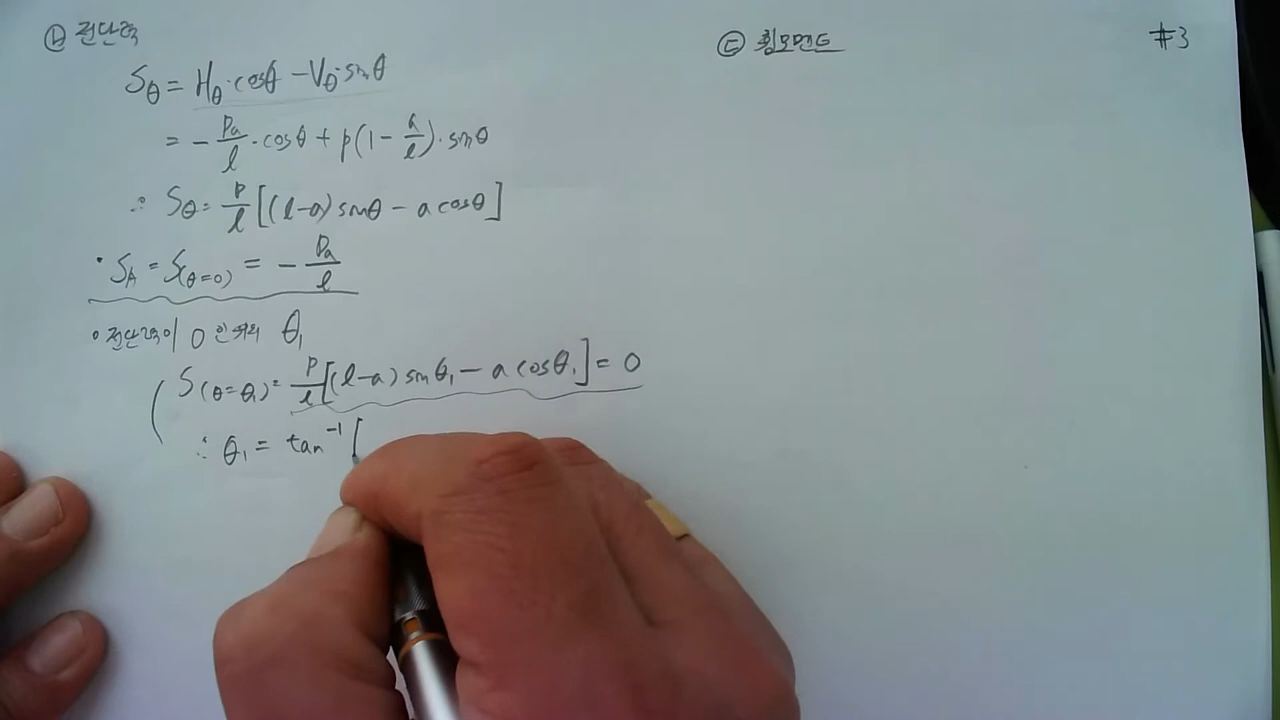 ⓑ 전단력
S_θ = H_θ·cosθ - V_θ·sinθ
= - Pa/l · cosθ + P(1 - a/l)·sinθ
∴ S_θ = P/l [(l-a) sinθ - a cosθ]
• S_A = S_(θ=0) = - Pa/l
• 전단력이 0인 위치 θ₁
S_(θ=θ₁) = P/l [(l-a) sinθ₁ - a cosθ₁] = 0
∴ θ₁ = tan⁻¹ [
ⓒ 휨모멘트
#3